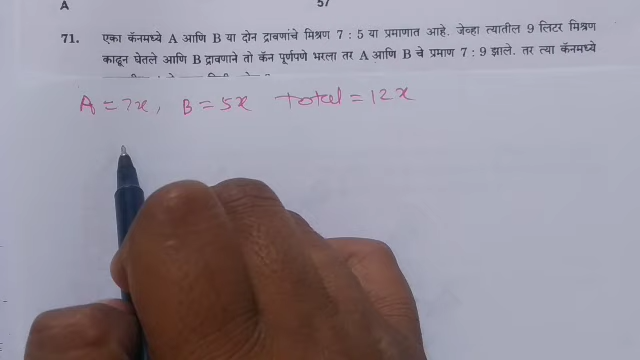 A 57
71. एका कॅनमध्ये A आणि B या दोन द्रावणांचे मिश्रण 7 : 5 या प्रमाणात आहे. जेव्हा त्यातील 9 लिटर मिश्रण
काढून घेतले आणि B द्रावणाने तो कॅन पूर्णपणे भरला तर A आणि B चे प्रमाण 7 : 9 झाले. तर त्या कॅनमध्ये
A = 7x, B = 5x Total = 12x